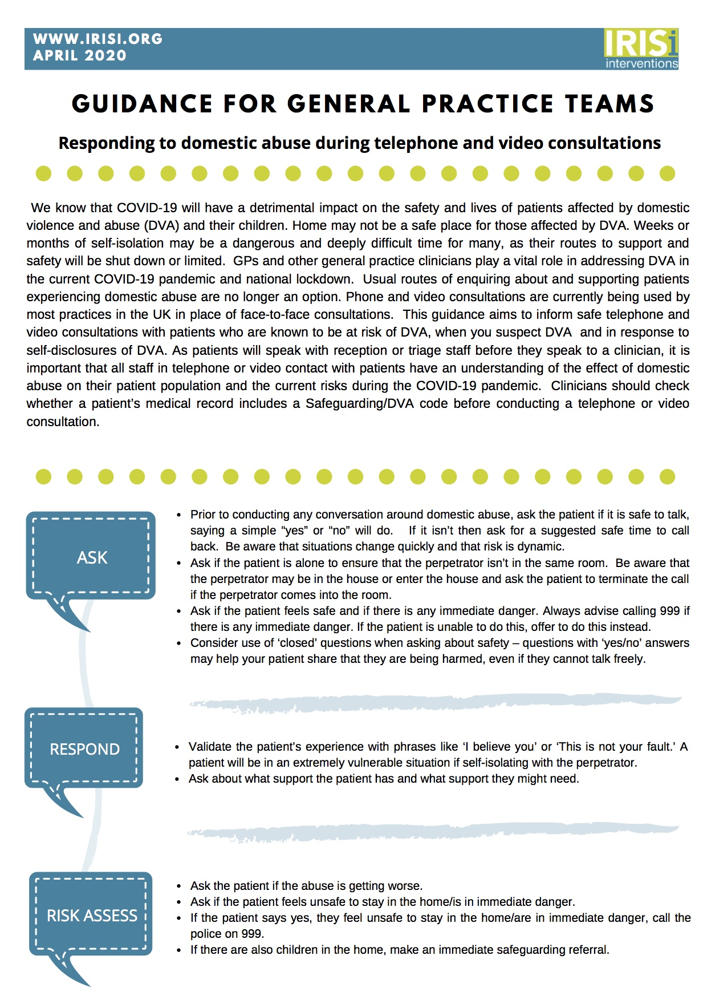 WWW.IRISI.ORG
APRIL 2020
IRISi
interventions
GUIDANCE FOR GENERAL PRACTICE TEAMS
Responding to domestic abuse during telephone and video consultations
We know that COVID-19 will have a detrimental impact on the safety and lives of patients affected by domestic
violence and abuse (DVA) and their children. Home may not be a safe place for those affected by DVA. Weeks or
months of self-isolation may be a dangerous and deeply difficult time for many, as their routes to support and
safety will be shut down or limited.  GPs and other general practice clinicians play a vital role in addressing DVA in
the current COVID-19 pandemic and national lockdown.  Usual routes of enquiring about and supporting patients
experiencing domestic abuse are no longer an option. Phone and video consultations are currently being used by
most practices in the UK in place of face-to-face consultations.  This guidance aims to inform safe telephone and
video consultations with patients who are known to be at risk of DVA, when you suspect DVA  and in response to
self-disclosures of DVA. As patients will speak with reception or triage staff before they speak to a clinician, it is
important that all staff in telephone or video contact with patients have an understanding of the effect of domestic
abuse on their patient population and the current risks during the COVID-19 pandemic.  Clinicians should check
whether a patient’s medical record includes a Safeguarding/DVA code before conducting a telephone or video
consultation.
ASK
• Prior to conducting any conversation around domestic abuse, ask the patient if it is safe to talk,
saying a simple “yes” or “no” will do.   If it isn’t then ask for a suggested safe time to call
back.  Be aware that situations change quickly and that risk is dynamic.
• Ask if the patient is alone to ensure that the perpetrator isn’t in the same room.  Be aware that
the perpetrator may be in the house or enter the house and ask the patient to terminate the call
if the perpetrator comes into the room.
• Ask if the patient feels safe and if there is any immediate danger. Always advise calling 999 if
there is any immediate danger. If the patient is unable to do this, offer to do this instead.
• Consider use of ‘closed’ questions when asking about safety – questions with ‘yes/no’ answers
may help your patient share that they are being harmed, even if they cannot talk freely.
RESPOND
• Validate the patient’s experience with phrases like ‘I believe you’ or ‘This is not your fault.’ A
patient will be in an extremely vulnerable situation if self-isolating with the perpetrator.
• Ask about what support the patient has and what support they might need.
RISK ASSESS
• Ask the patient if the abuse is getting worse.
• Ask if the patient feels unsafe to stay in the home/is in immediate danger.
• If the patient says yes, they feel unsafe to stay in the home/are in immediate danger, call the
police on 999.
• If there are also children in the home, make an immediate safeguarding referral.